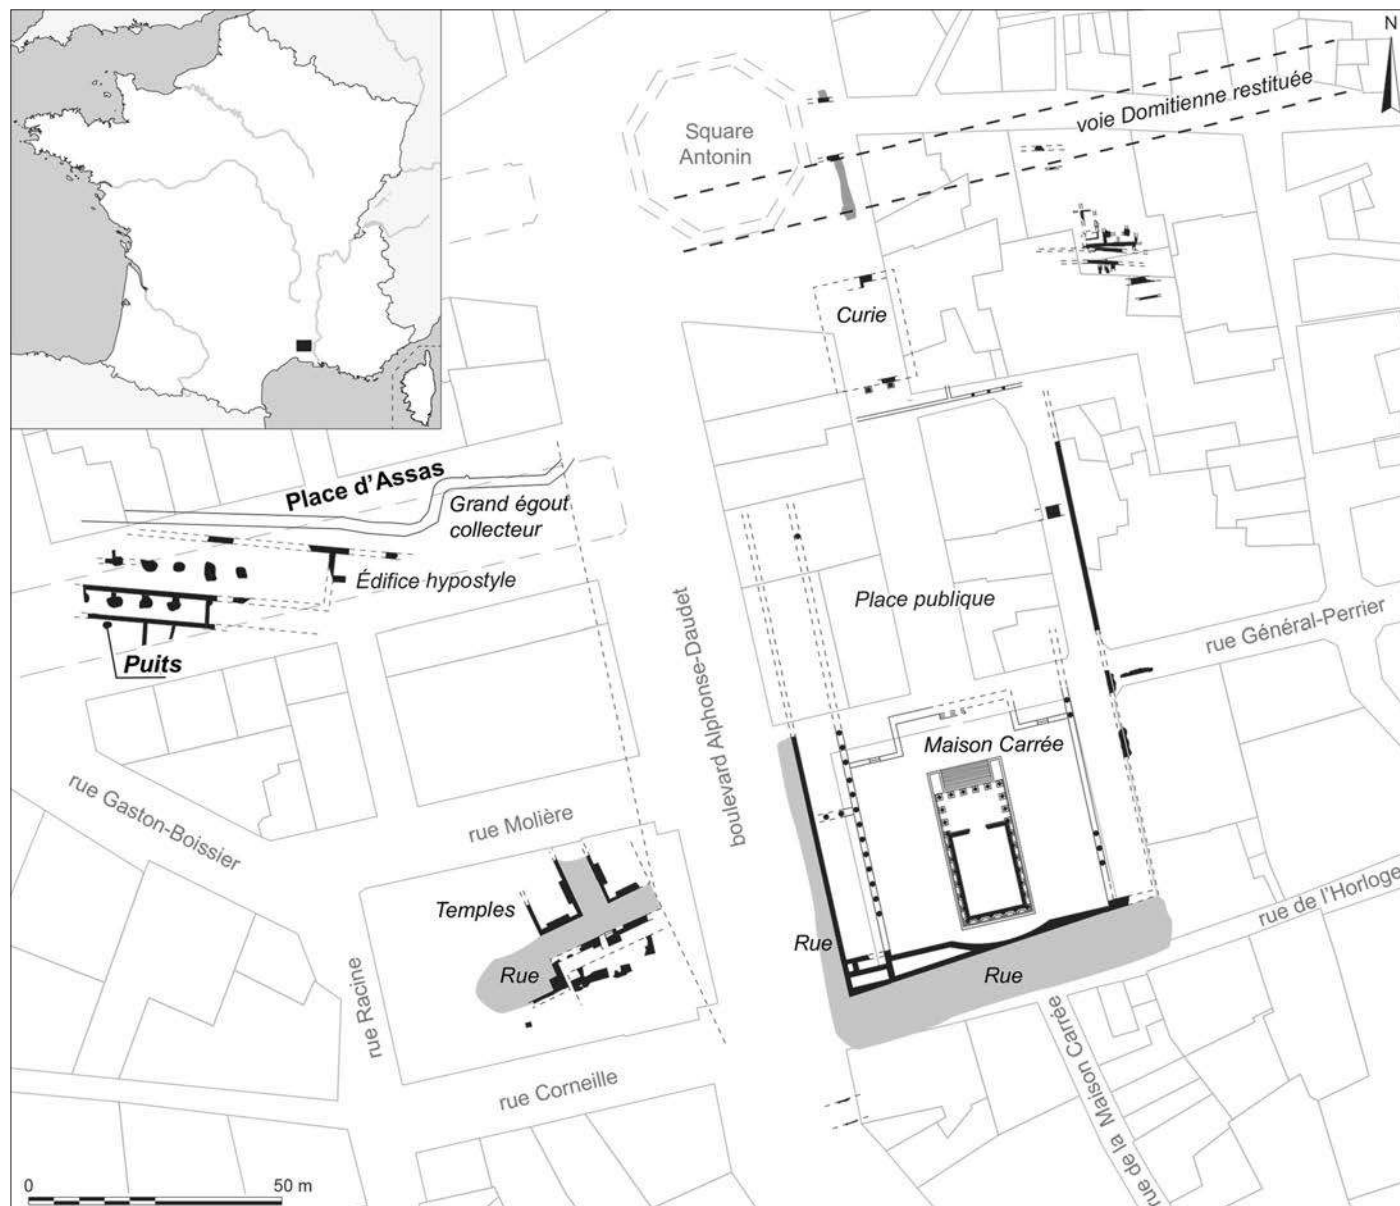 N
voie Domitienne restituée
Square
Antonin
Curie
Place d'Assas
Grand égout
collecteur
Édifice hypostyle
Puits
Place publique
rue Général-Perrier
boulevard Alphonse-Daudet
Maison Carrée
rue Gaston-Boissier
rue Molière
Temples
Rue
Rue
Rue
rue de l'Horloge
rue Racine
rue Corneille
rue de la Maison Carrée
0 50 m